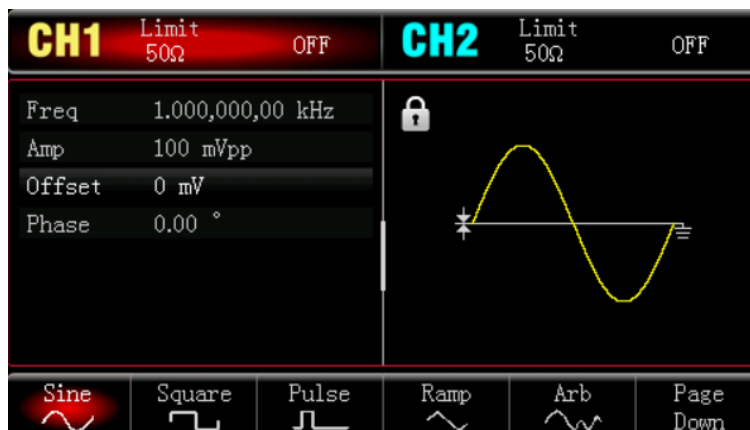 CH1 Limit 50Ω OFF
CH2 Limit 50Ω OFF
Freq 1.000,000,00 kHz
Amp 100 mVpp
Offset 0 mV
Phase 0.00 °
Sine Square Pulse Ramp Arb Page Down